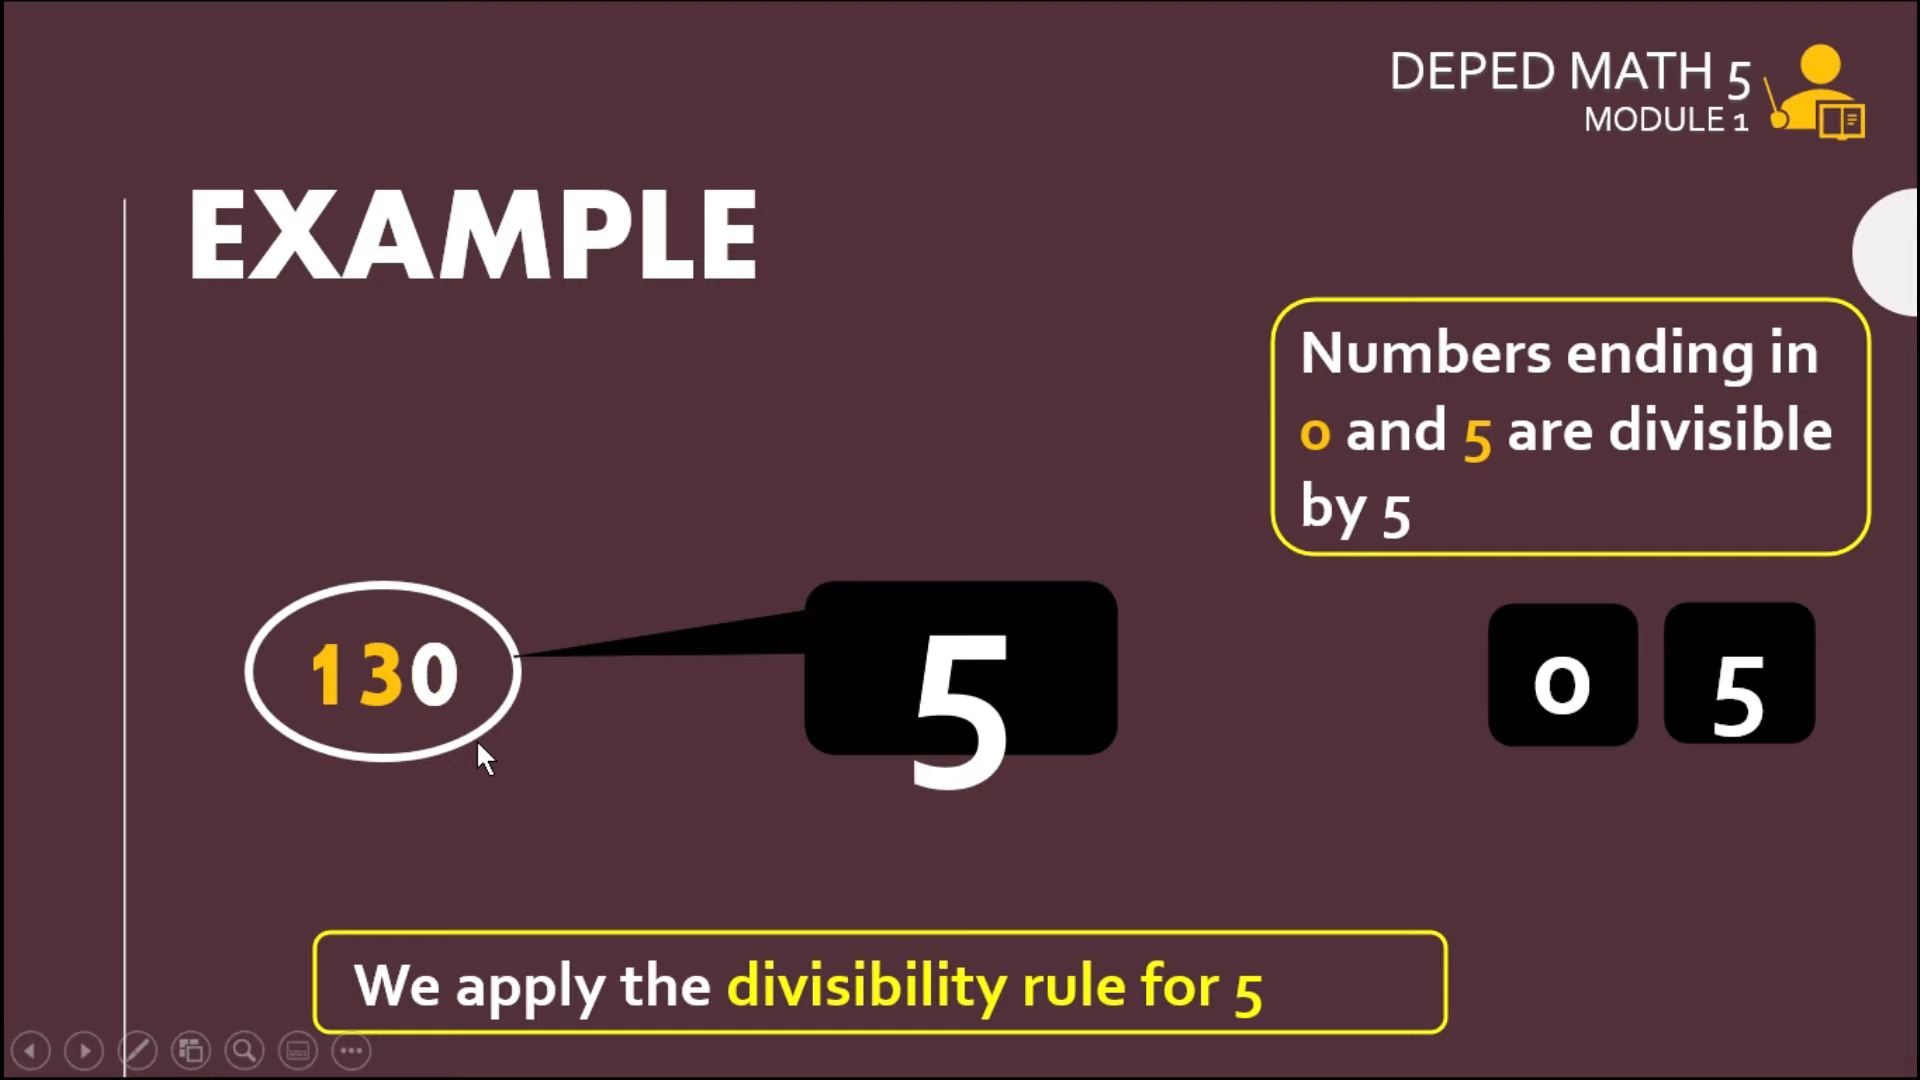 DEPED MATH 5
MODULE 1
EXAMPLE
Numbers ending in
0 and 5 are divisible
by 5
130
5
0 5
We apply the divisibility rule for 5